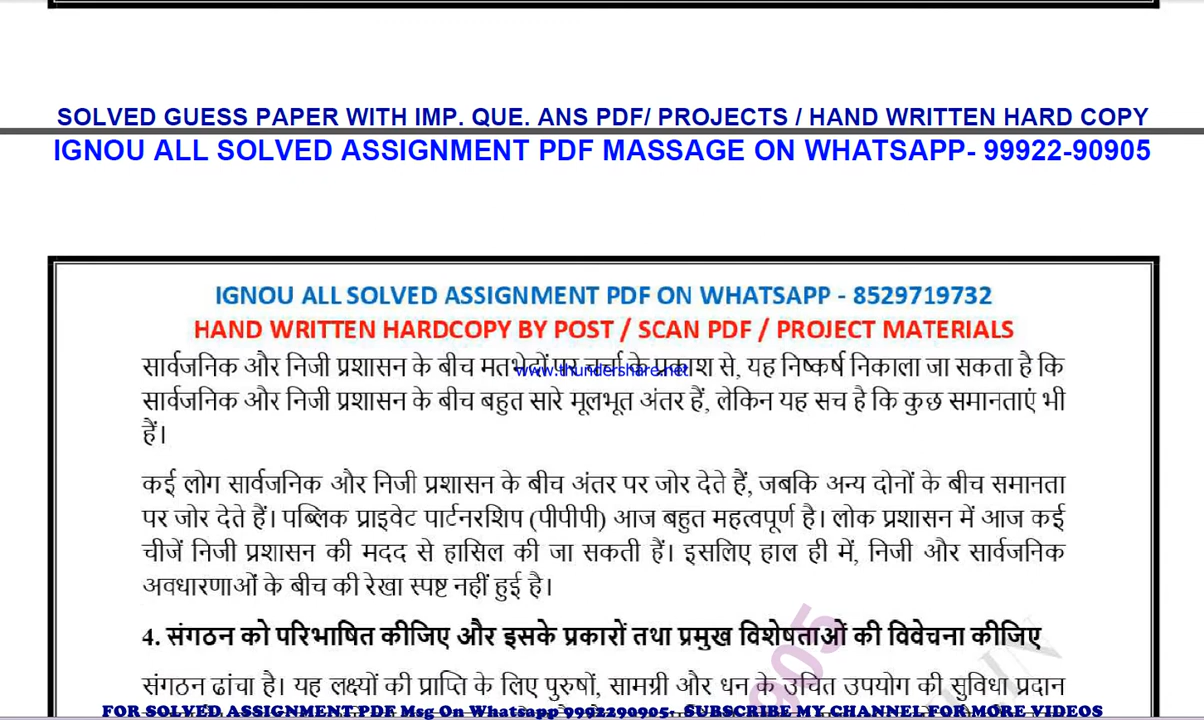 SOLVED GUESS PAPER WITH IMP. QUE. ANS PDF/ PROJECTS / HAND WRITTEN HARD COPY
IGNOU ALL SOLVED ASSIGNMENT PDF MASSAGE ON WHATSAPP- 99922-90905
IGNOU ALL SOLVED ASSIGNMENT PDF ON WHATSAPP - 8529719732
HAND WRITTEN HARDCOPY BY POST / SCAN PDF / PROJECT MATERIALS
सार्वजनिक और निजी प्रशासन के बीच मतभेदों पर चर्चा के प्रकाश से, यह निष्कर्ष निकाला जा सकता है कि
www.thundershare.net
सार्वजनिक और निजी प्रशासन के बीच बहुत सारे मूलभूत अंतर हैं, लेकिन यह सच है कि कुछ समानताएं भी
हैं।
कई लोग सार्वजनिक और निजी प्रशासन के बीच अंतर पर जोर देते हैं, जबकि अन्य दोनों के बीच समानता
पर जोर देते हैं। पब्लिक प्राइवेट पार्टनरशिप (पीपीपी) आज बहुत महत्वपूर्ण है। लोक प्रशासन में आज कई
चीजें निजी प्रशासन की मदद से हासिल की जा सकती हैं। इसलिए हाल ही में, निजी और सार्वजनिक
अवधारणाओं के बीच की रेखा स्पष्ट नहीं हुई है।
4. संगठन को परिभाषित कीजिए और इसके प्रकारों तथा प्रमुख विशेषताओं की विवेचना कीजिए
संगठन ढांचा है। यह लक्ष्यों की प्राप्ति के लिए पुरुषों, सामग्री और धन के उचित उपयोग की सुविधा प्रदान
905
FOR SOLVED ASSIGNMENT PDF Msg On Whatsapp 9992290905- SUBSCRIBE MY CHANNEL FOR MORE VIDEOS